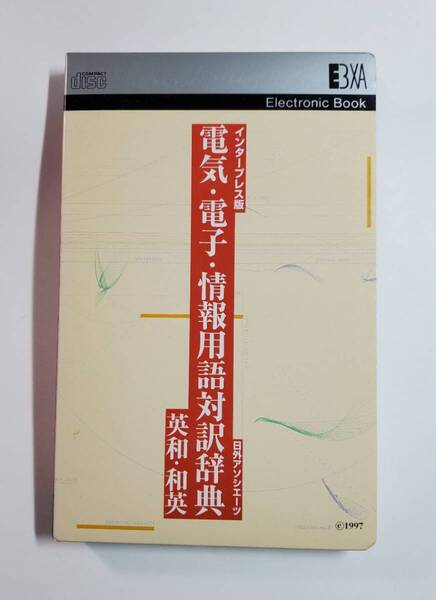 COMPACT
disc
EBXA
Electronic Book
インタープレス版
電気・電子・情報用語対訳辞典
英和・和英
日外アソシエーツ
©1997